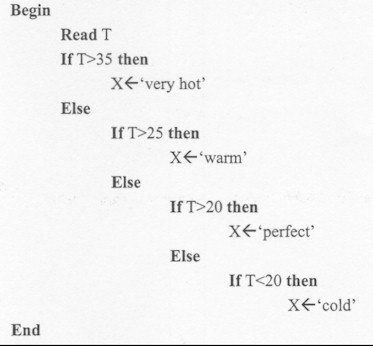 Begin
Read T
If T>35 then
X←‘very hot’
Else
If T>25 then
X←‘warm’
Else
If T>20 then
X←‘perfect’
Else
If T<20 then
X←‘cold’
End